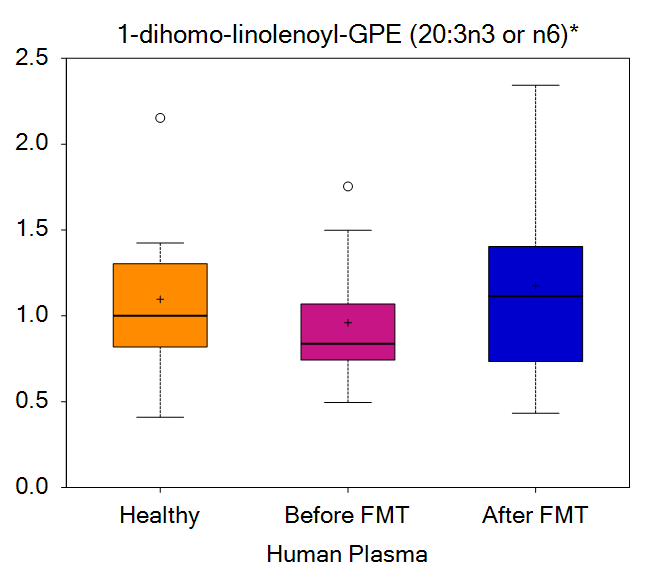 1-dihomo-linolenoyl-GPE (20:3n3 or n6)*
2.5
2.0
1.5
1.0
0.5
0.0
Healthy Before FMT After FMT
Human Plasma